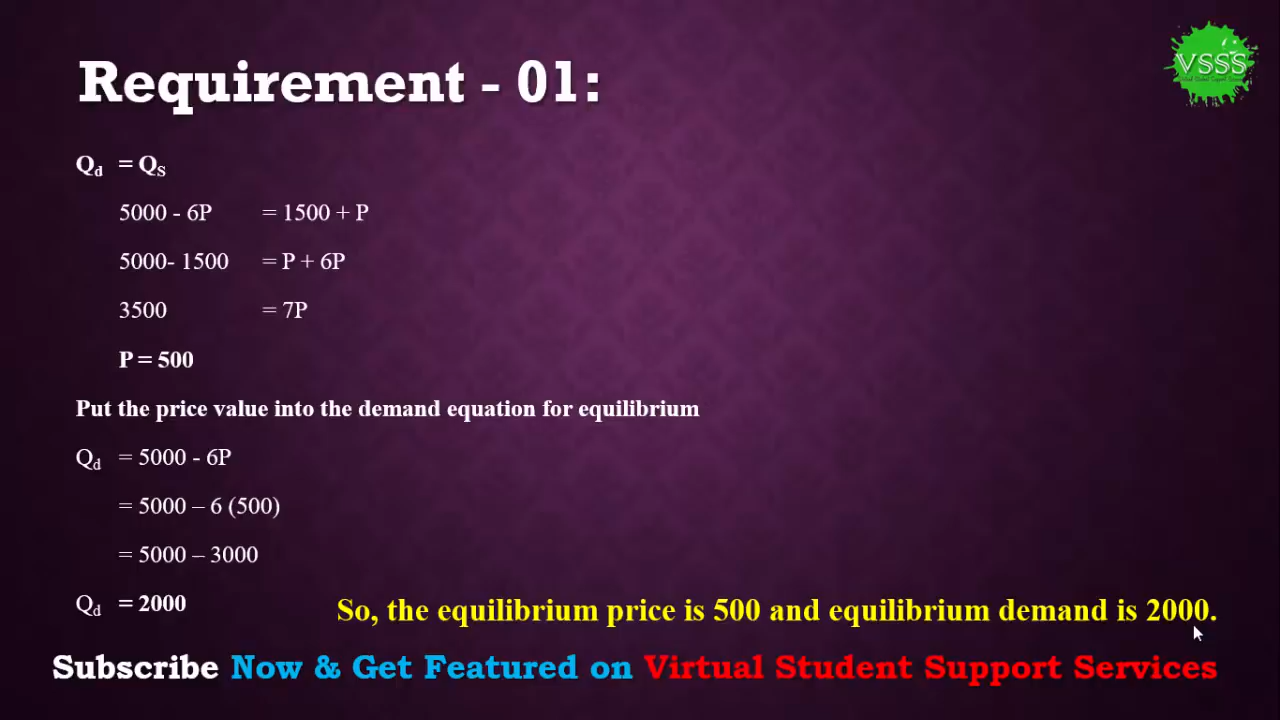 Requirement - 01:
VSSS
Qd = QS
5000 - 6P = 1500 + P
5000- 1500 = P + 6P
3500 = 7P
P = 500
Put the price value into the demand equation for equilibrium
Qd = 5000 - 6P
= 5000 – 6 (500)
= 5000 – 3000
Qd = 2000
So, the equilibrium price is 500 and equilibrium demand is 2000.
Subscribe Now & Get Featured on Virtual Student Support Services